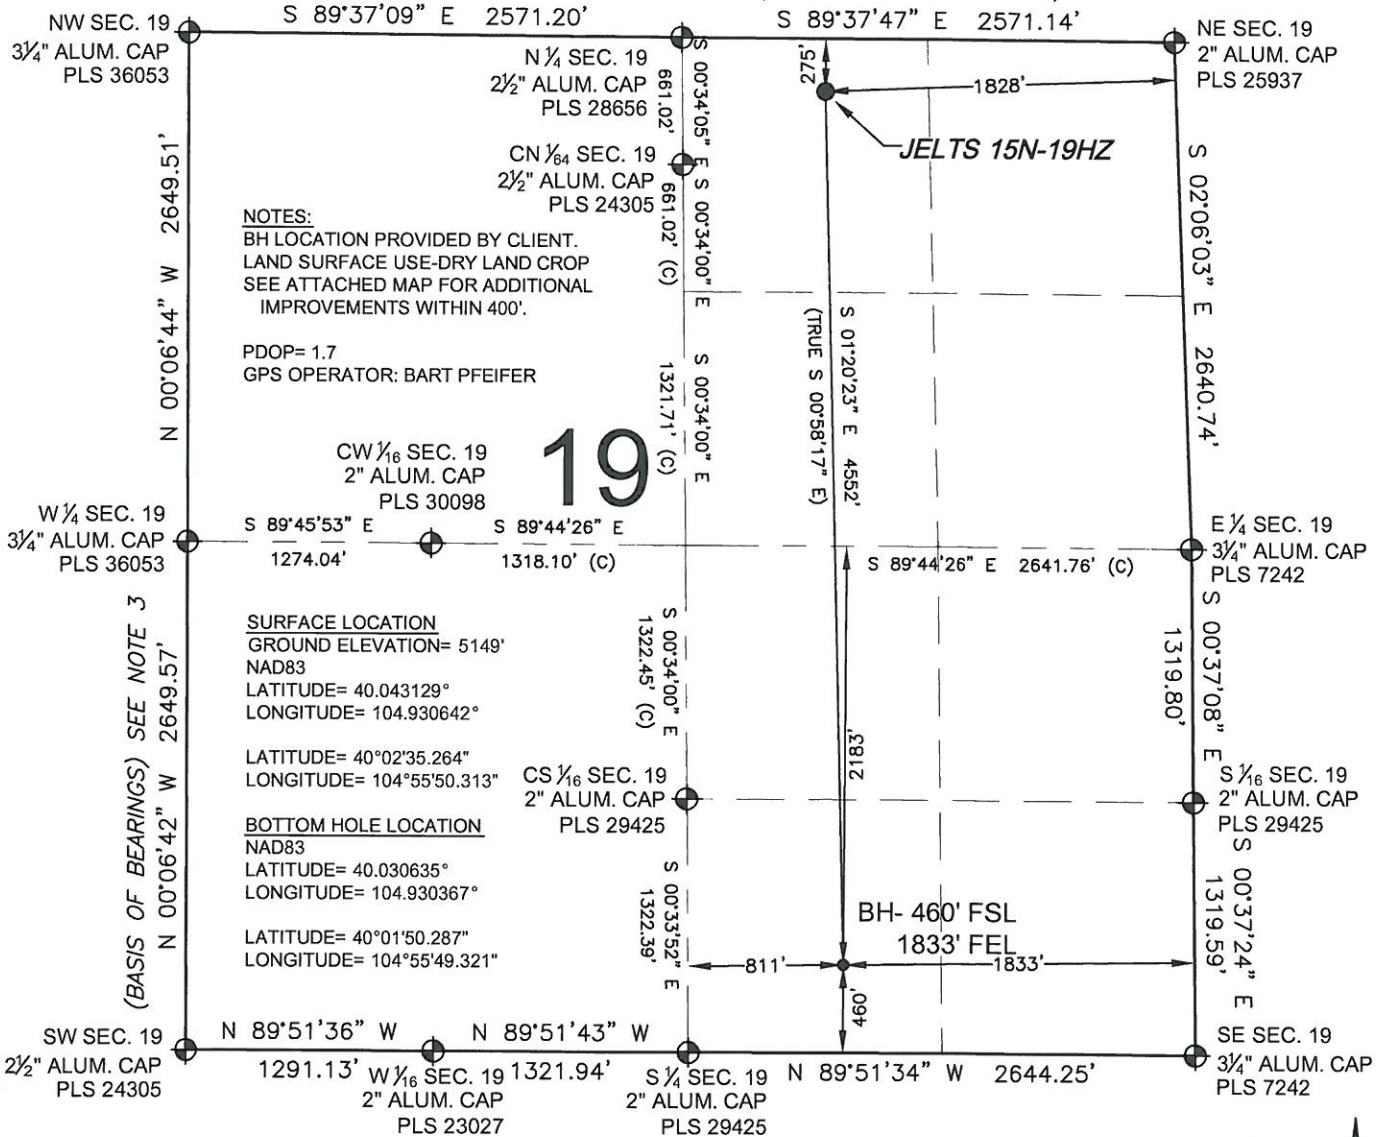 S 89°37'09" E 2571.20'
S 89°37'47" E 2571.14'
NW SEC. 19
3¼" ALUM. CAP
PLS 36053
N ¼ SEC. 19
2½" ALUM. CAP
PLS 28656
NE SEC. 19
2" ALUM. CAP
PLS 25937
275'
1828'
JELTS 15N-19HZ
S 00°34'05" E
661.02'
CN 1⁄64 SEC. 19
2½" ALUM. CAP
PLS 24305
S 00°34'00" E
661.02' (C)
N 00°06'44" W 2649.51'
S 02°06'03" E 2640.74'
NOTES:
BH LOCATION PROVIDED BY CLIENT.
LAND SURFACE USE-DRY LAND CROP
SEE ATTACHED MAP FOR ADDITIONAL
IMPROVEMENTS WITHIN 400'.
PDOP= 1.7
GPS OPERATOR: BART PFEIFER
S 00°34'00" E
1321.71' (C)
S 01°20'23" E 4552'
(TRUE S 00°58'17" E)
19
CW 1⁄16 SEC. 19
2" ALUM. CAP
PLS 30098
W ¼ SEC. 19
3¼" ALUM. CAP
PLS 36053
S 89°45'53" E
1274.04'
S 89°44'26" E
1318.10' (C)
S 89°44'26" E 2641.76' (C)
E ¼ SEC. 19
3¼" ALUM. CAP
PLS 7242
(BASIS OF BEARINGS) SEE NOTE 3
N 00°06'42" W 2649.57'
SURFACE LOCATION
GROUND ELEVATION= 5149'
NAD83
LATITUDE= 40.043129°
LONGITUDE= 104.930642°
LATITUDE= 40°02'35.264"
LONGITUDE= 104°55'50.313"
BOTTOM HOLE LOCATION
NAD83
LATITUDE= 40.030635°
LONGITUDE= 104.930367°
LATITUDE= 40°01'50.287"
LONGITUDE= 104°55'49.321"
S 00°34'00" E
1322.45' (C)
2183'
S 00°37'08" E
1319.80'
CS 1⁄16 SEC. 19
2" ALUM. CAP
PLS 29425
S 1⁄16 SEC. 19
2" ALUM. CAP
PLS 29425
S 00°33'52" E
1322.39'
S 00°37'24" E
1319.59'
BH- 460' FSL
1833' FEL
811'
1833'
460'
SW SEC. 19
2½" ALUM. CAP
PLS 24305
N 89°51'36" W
1291.13'
W 1⁄16 SEC. 19
2" ALUM. CAP
PLS 23027
N 89°51'43" W
1321.94'
S ¼ SEC. 19
2" ALUM. CAP
PLS 29425
N 89°51'34" W 2644.25'
SE SEC. 19
3¼" ALUM. CAP
PLS 7242